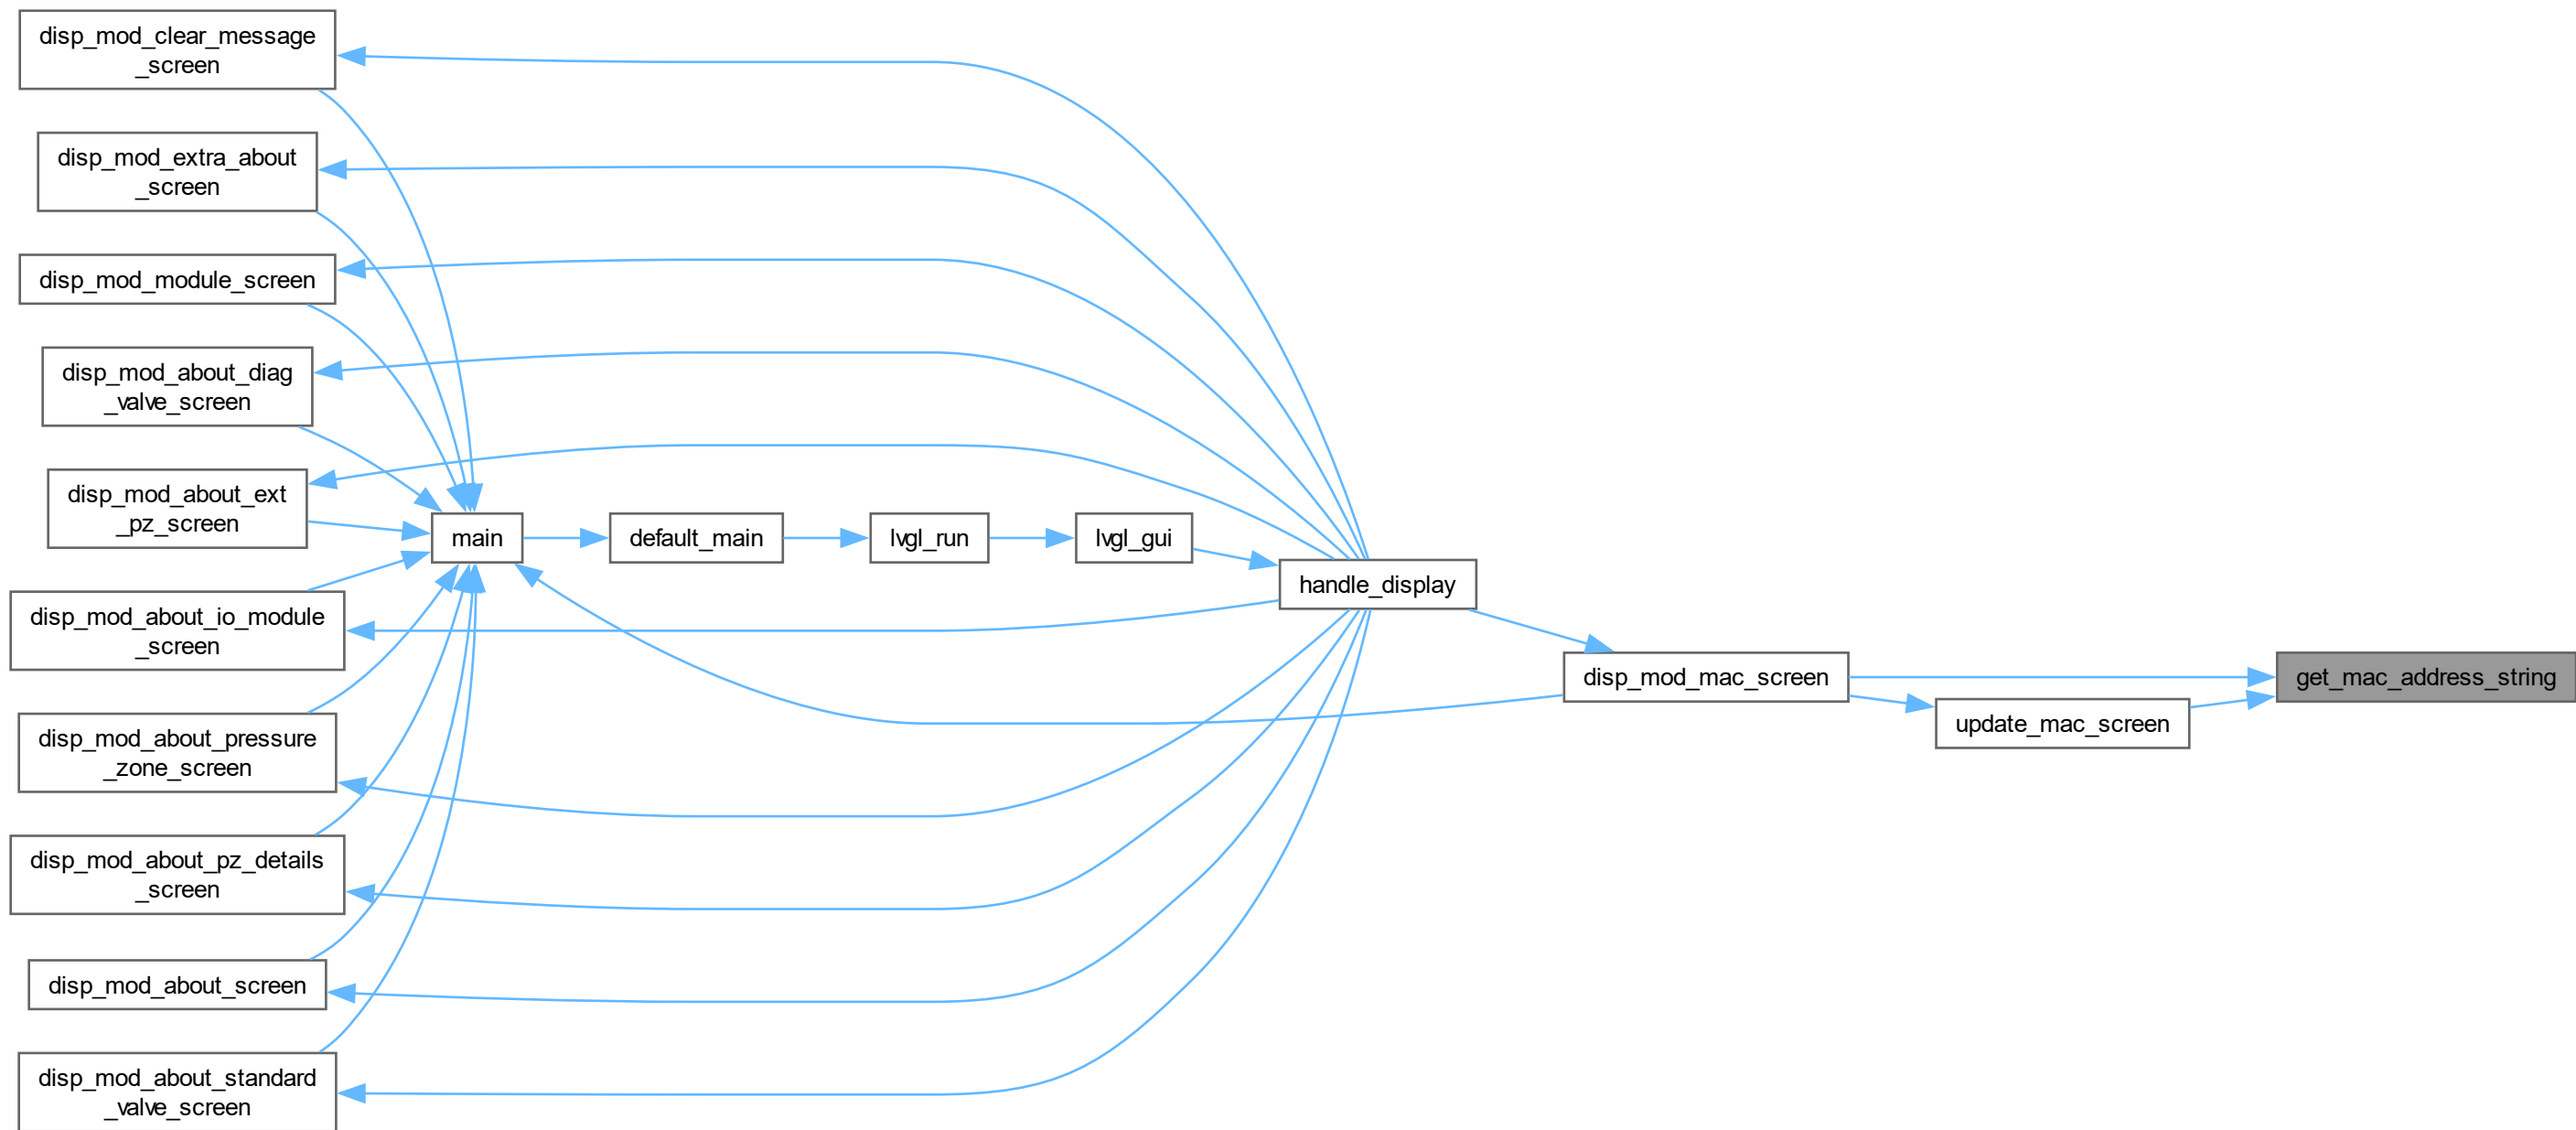 disp_mod_clear_message
_screen
disp_mod_extra_about
_screen
disp_mod_module_screen
disp_mod_about_diag
_valve_screen
disp_mod_about_ext
_pz_screen
main
default_main
lvgl_run
lvgl_gui
handle_display
disp_mod_about_io_module
_screen
disp_mod_mac_screen
get_mac_address_string
update_mac_screen
disp_mod_about_pressure
_zone_screen
disp_mod_about_pz_details
_screen
disp_mod_about_screen
disp_mod_about_standard
_valve_screen